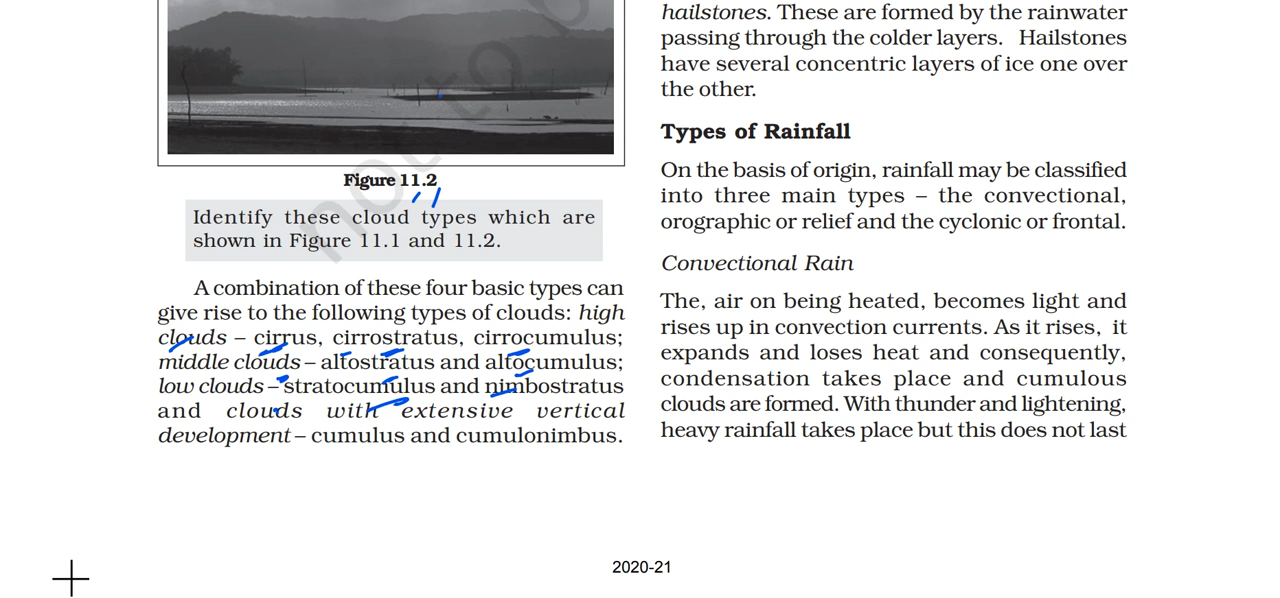 Figure 11.2
Identify these cloud types which are
shown in Figure 11.1 and 11.2.
A combination of these four basic types can
give rise to the following types of clouds: high
clouds – cirrus, cirrostratus, cirrocumulus;
middle clouds – altostratus and altocumulus;
low clouds – stratocumulus and nimbostratus
and clouds with extensive vertical
development – cumulus and cumulonimbus.
hailstones. These are formed by the rainwater
passing through the colder layers. Hailstones
have several concentric layers of ice one over
the other.
Types of Rainfall
On the basis of origin, rainfall may be classified
into three main types – the convectional,
orographic or relief and the cyclonic or frontal.
Convectional Rain
The, air on being heated, becomes light and
rises up in convection currents. As it rises, it
expands and loses heat and consequently,
condensation takes place and cumulous
clouds are formed. With thunder and lightening,
heavy rainfall takes place but this does not last
2020-21
not to